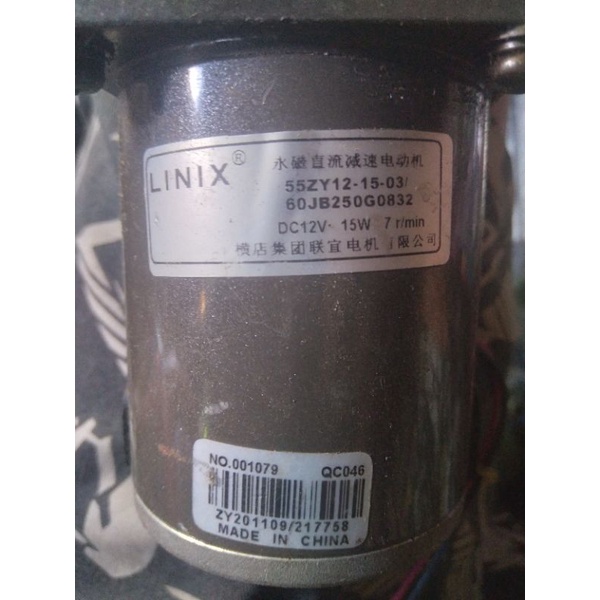 LINIX®
永磁直流减速电动机
55ZY12-15-03/
60JB250G0832
DC12V 15W 7 r/min
横店集团联宜电机有限公司
NO.001079 QC046
ZY201109/217758
MADE IN CHINA